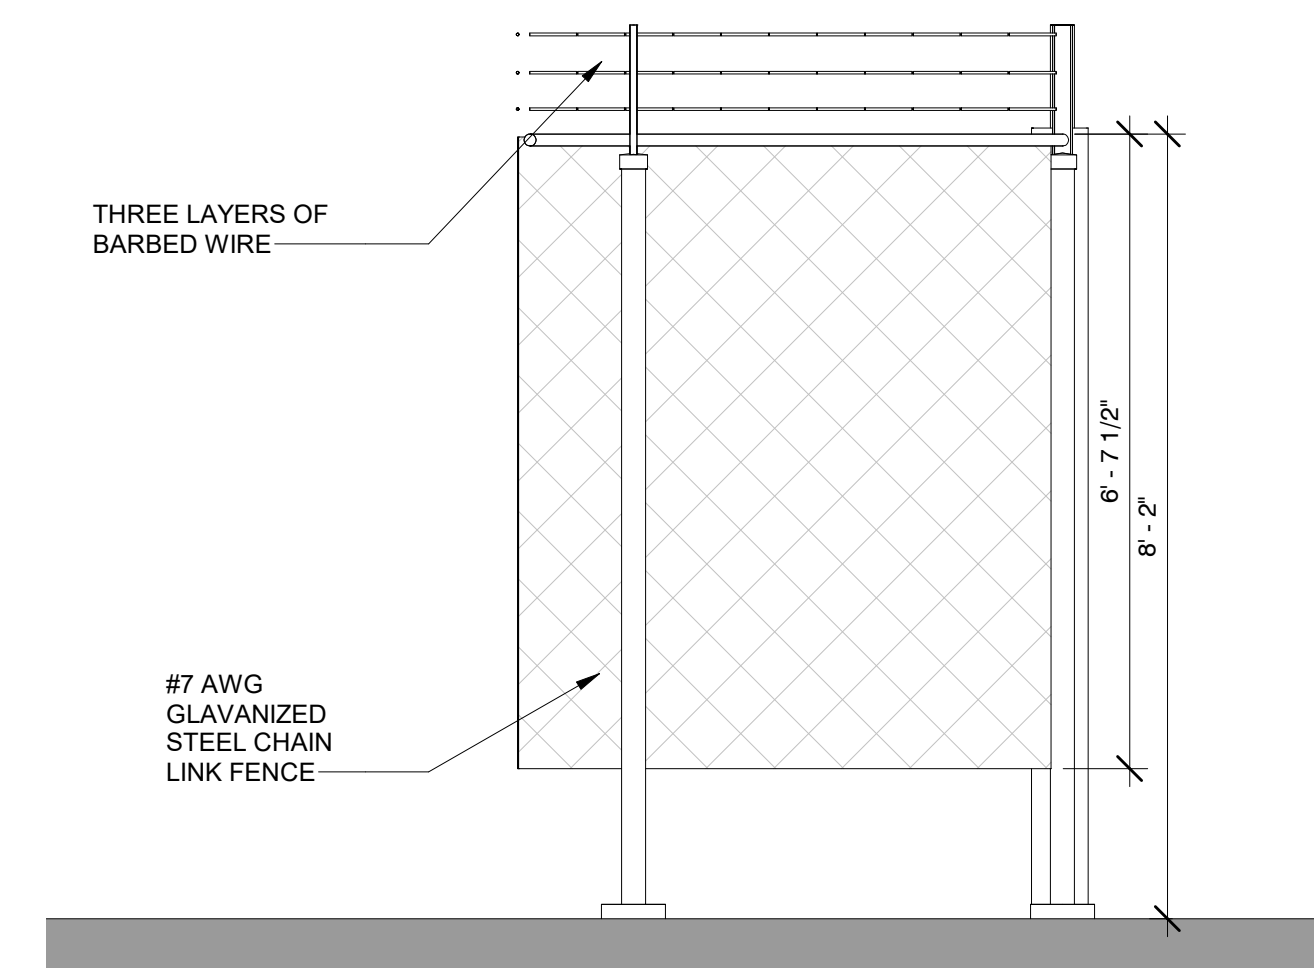 THREE LAYERS OF
BARBED WIRE
6' - 7 1/2"
8' - 2"
#7 AWG
GLAVANIZED
STEEL CHAIN
LINK FENCE